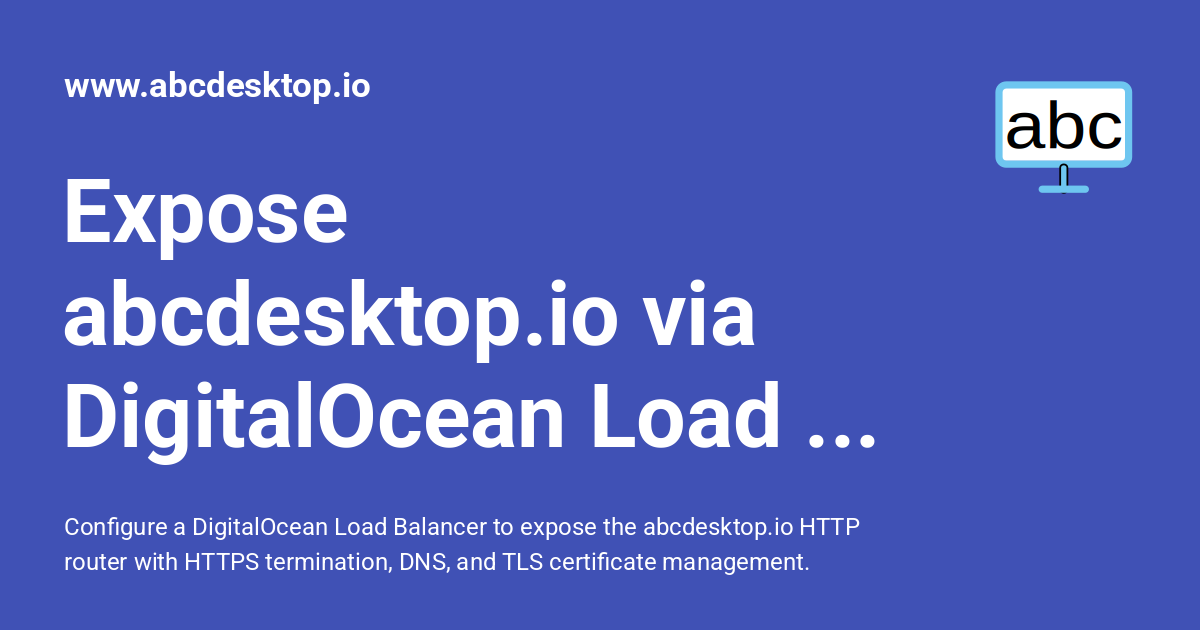 www.abcdesktop.io
abc
Expose
abcdesktop.io via
DigitalOcean Load ...
Configure a DigitalOcean Load Balancer to expose the abcdesktop.io HTTP
router with HTTPS termination, DNS, and TLS certificate management.